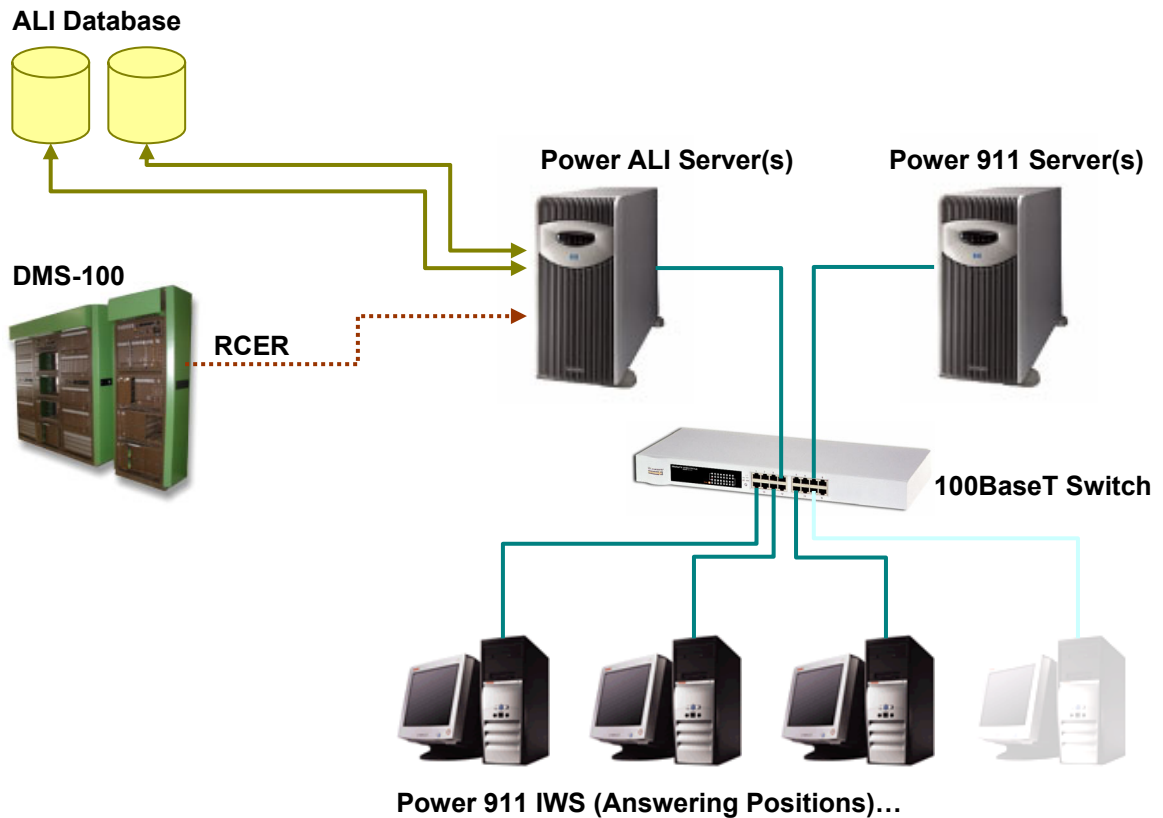 ALI Database
Power ALI Server(s)
Power 911 Server(s)
DMS-100
RCER
100BaseT Switch
Power 911 IWS (Answering Positions)…